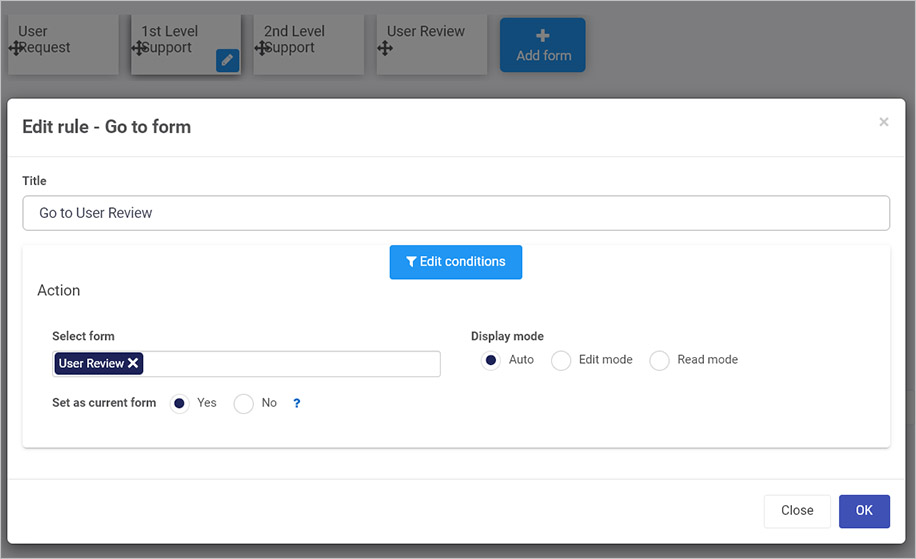 User
Request
1st Level
Support
2nd Level
Support
User Review
Add form
Edit rule - Go to form
×
Title
Go to User Review
Edit conditions
Action
Select form
Display mode
User Review
Auto
Edit mode
Read mode
Set as current form
Yes
No
?
Close
OK